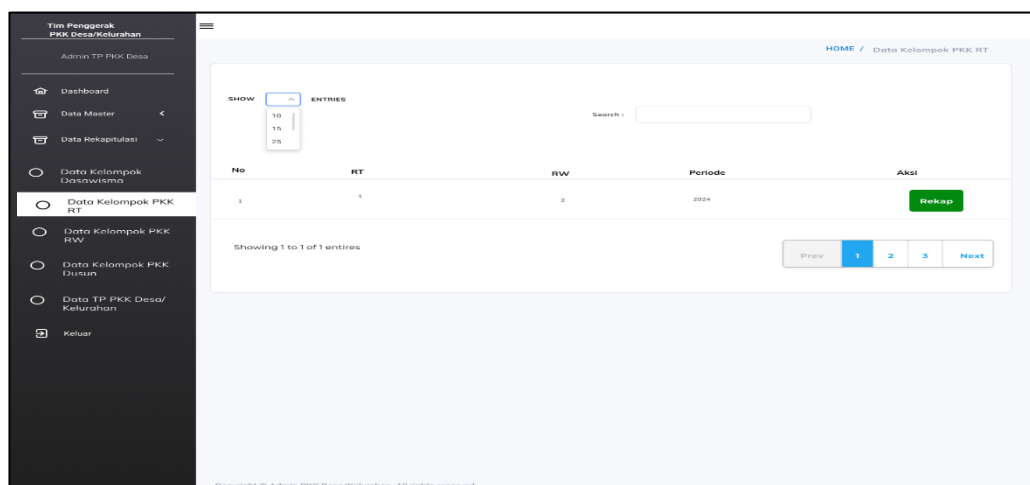 Tim Penggerak
PKK Desa/Kelurahan
Admin TP PKK Desa
Dashboard
Data Master
Data Rekapitulasi
Data Kelompok
Dasawisma
Data Kelompok PKK
RT
Data Kelompok PKK
RW
Data Kelompok PKK
Dusun
Data TP PKK Desa/
Kelurahan
Keluar
HOME / Data Kelompok PKK RT
SHOW ENTRIES
10
15
25
Search :
No RT RW Periode Aksi
1 1 2 2024 Rekap
Showing 1 to 1 of 1 entires
Prev 1 2 3 Next